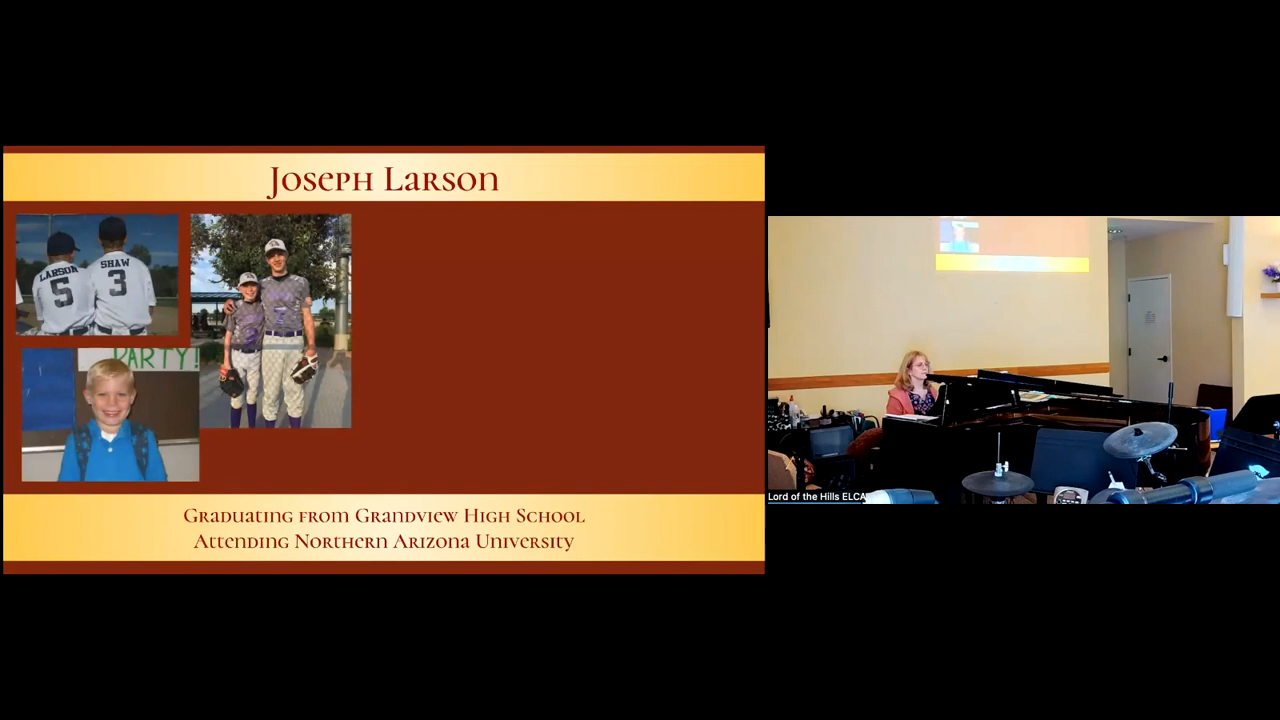 Joseph Larson
LARSON
5
SHAW
3
PARTY!
Graduating from Grandview High School
Attending Northern Arizona University
Lord of the Hills ELCA